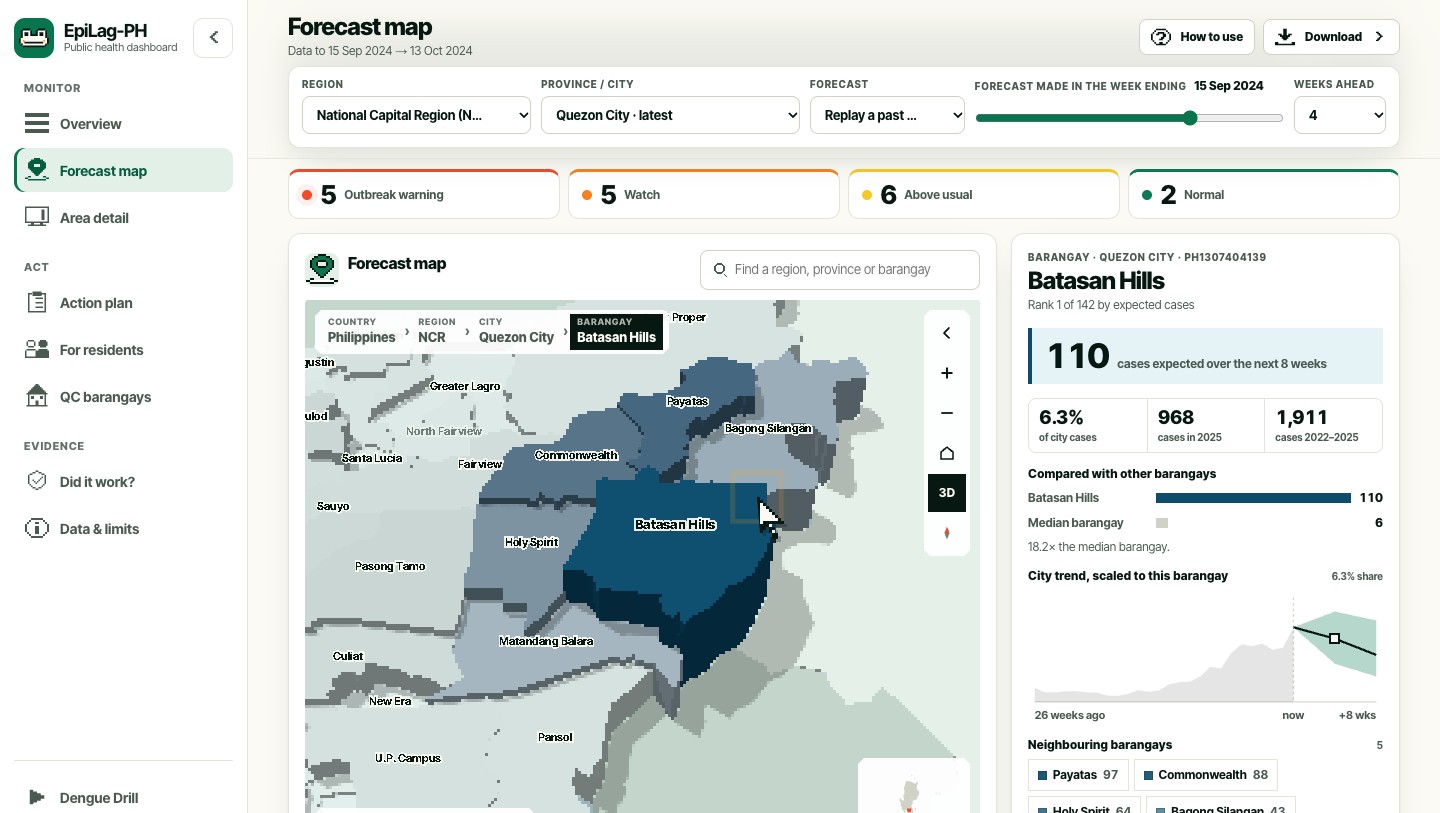 EpiLag-PH
Public health dashboard
MONITOR
Overview
Forecast map
Area detail
ACT
Action plan
For residents
QC barangays
EVIDENCE
Did it work?
Data & limits
Dengue Drill
Forecast map
Data to 15 Sep 2024 → 13 Oct 2024
How to use
Download
REGION
National Capital Region (N...
PROVINCE / CITY
Quezon City · latest
FORECAST
Replay a past ...
FORECAST MADE IN THE WEEK ENDING 15 Sep 2024
WEEKS AHEAD
4
5 Outbreak warning
5 Watch
6 Above usual
2 Normal
Forecast map
Find a region, province or barangay
COUNTRY
Philippines
REGION
NCR
CITY
Quezon City
BARANGAY
Batasan Hills
Proper
gustin
Greater Lagro
Payatas
ulod
North Fairview
Bagong Silangan
Santa Lucia
Fairview
Commonwealth
Sauyo
Batasan Hills
Holy Spirit
Pasong Tamo
Matandang Balara
Culiat
New Era
Pansol
U.P. Campus
3D
BARANGAY · QUEZON CITY · PH1307404139
Batasan Hills
Rank 1 of 142 by expected cases
110 cases expected over the next 8 weeks
6.3%
of city cases
968
cases in 2025
1,911
cases 2022–2025
Compared with other barangays
Batasan Hills 110
Median barangay 6
18.2× the median barangay.
City trend, scaled to this barangay 6.3% share
26 weeks ago now +8 wks
Neighbouring barangays 5
Payatas 97
Commonwealth 88
Holy Spirit 64
Bagong Silangan 43